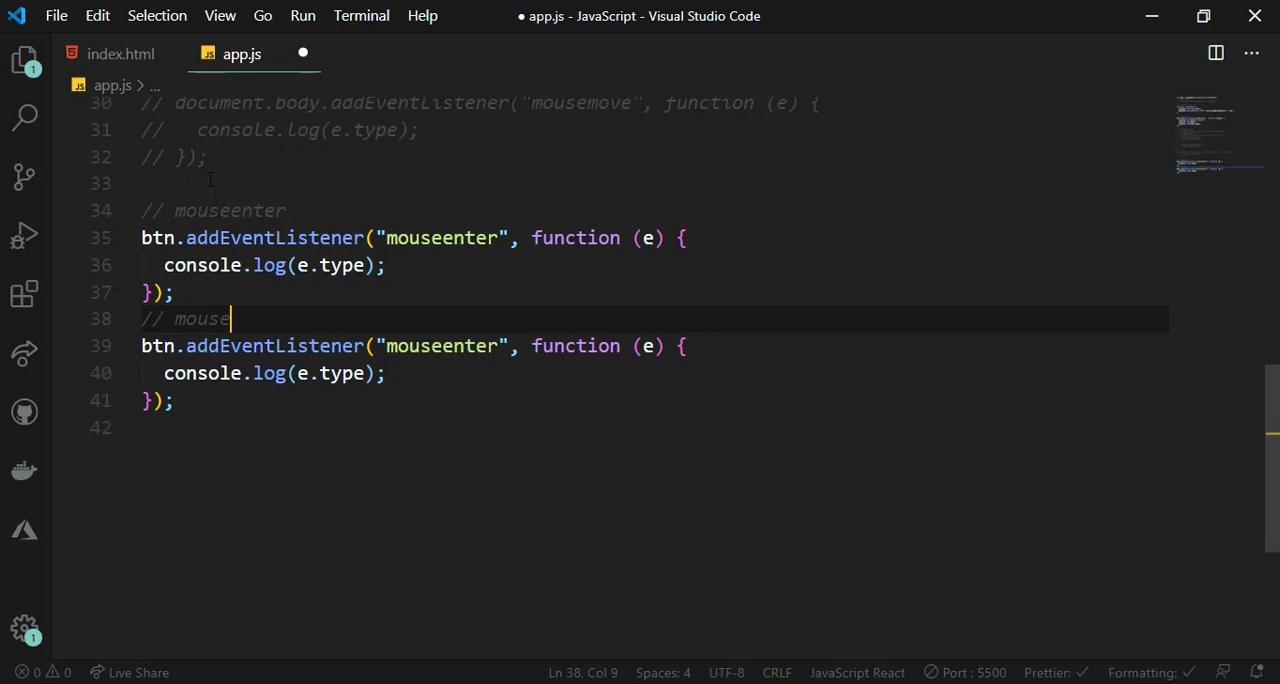 File Edit Selection View Go Run Terminal Help ● app.js - JavaScript - Visual Studio Code
index.html JS app.js
JS app.js > ...
30 // document.body.addEventListener("mousemove", function (e) {
31 //   console.log(e.type);
32 // });
33
34 // mouseenter
35 btn.addEventListener("mouseenter", function (e) {
36   console.log(e.type);
37 });
38 // mouse
39 btn.addEventListener("mouseenter", function (e) {
40   console.log(e.type);
41 });
42
1
1
0 0 Live Share Ln 38, Col 9 Spaces: 4 UTF-8 CRLF JavaScript React Port : 5500 Prettier: ✓ Formatting: ✓